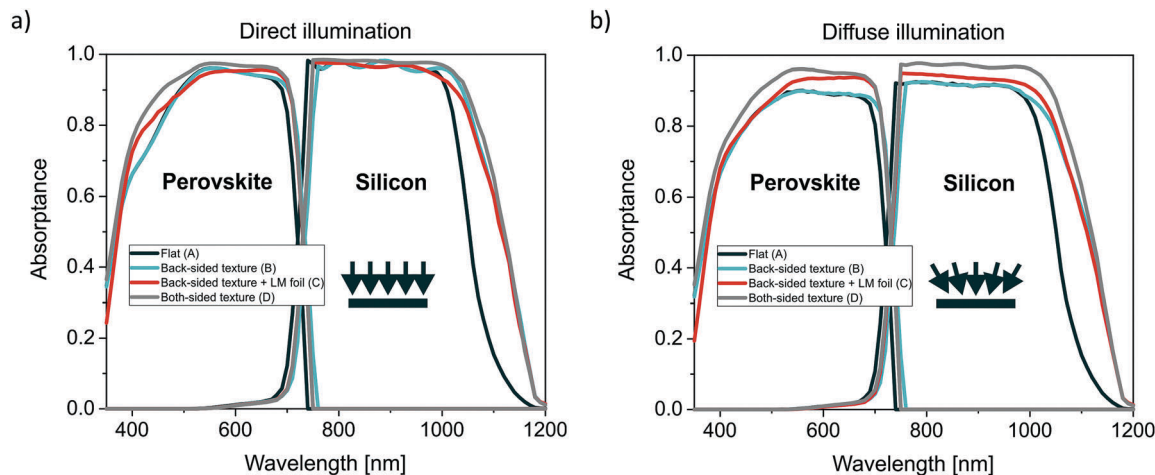 a)
Direct illumination
Absorptance
1.0
0.8
0.6
0.4
0.2
0.0
Perovskite
Silicon
Flat (A)
Back-sided texture (B)
Back-sided texture + LM foil (C)
Both-sided texture (D)
400
600
800
1000
1200
Wavelength [nm]
b)
Diffuse illumination
Absorptance
1.0
0.8
0.6
0.4
0.2
0.0
Perovskite
Silicon
Flat (A)
Back-sided texture (B)
Back-sided texture + LM foil (C)
Both-sided texture (D)
400
600
800
1000
1200
Wavelength [nm]